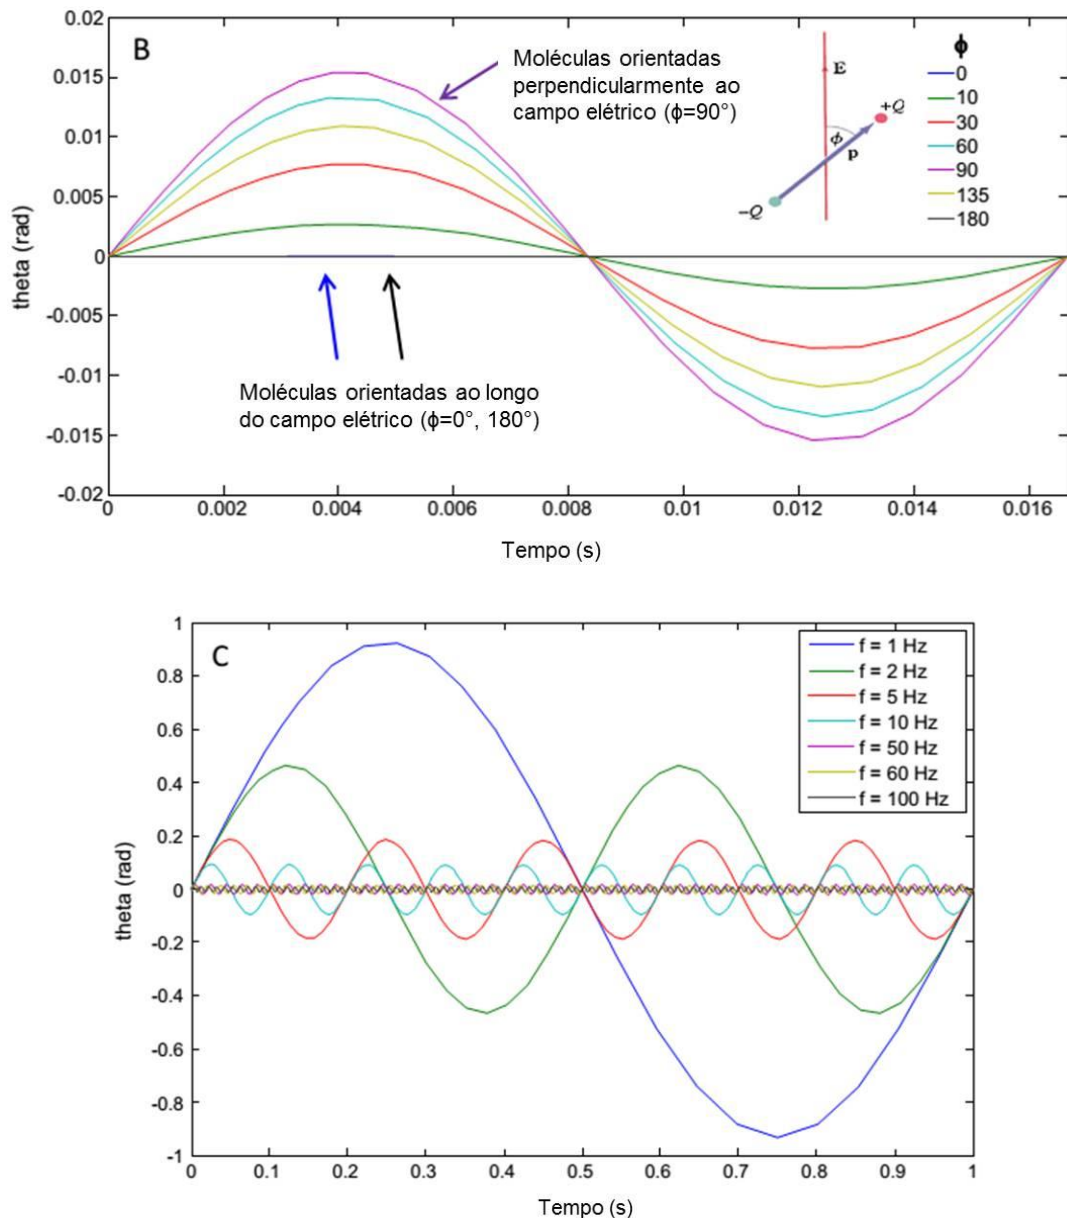 B
0.02
0.015
0.01
0.005
0
-0.005
-0.01
-0.015
-0.02
theta (rad)
Moléculas orientadas
perpendicularmente ao
campo elétrico (ϕ=90°)
E
+Q
ϕ
p
-Q
ϕ
0
10
30
60
90
135
180
Moléculas orientadas ao longo
do campo elétrico (ϕ=0°, 180°)
0 0.002 0.004 0.006 0.008 0.01 0.012 0.014 0.016
Tempo (s)
C
1
0.8
0.6
0.4
0.2
0
-0.2
-0.4
-0.6
-0.8
-1
theta (rad)
f = 1 Hz
f = 2 Hz
f = 5 Hz
f = 10 Hz
f = 50 Hz
f = 60 Hz
f = 100 Hz
0 0.1 0.2 0.3 0.4 0.5 0.6 0.7 0.8 0.9 1
Tempo (s)